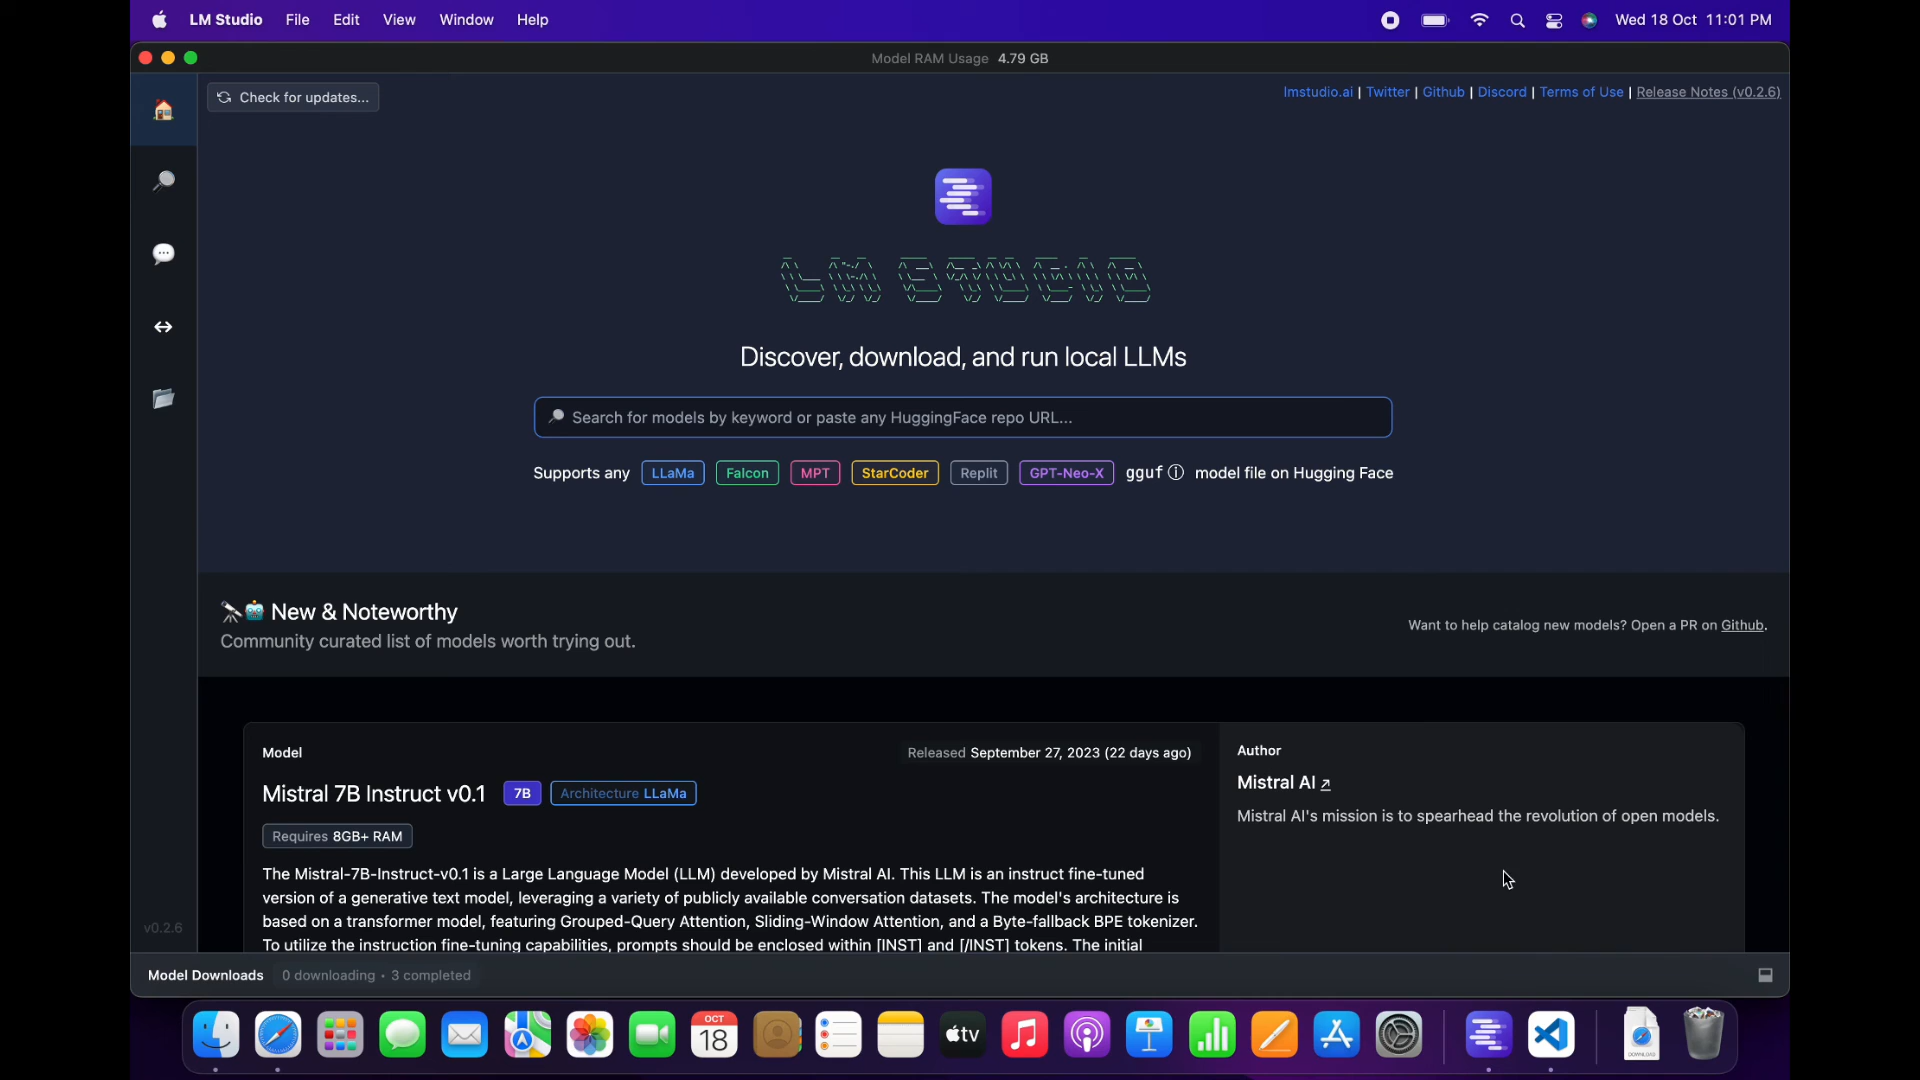 LM Studio File Edit View Window Help Wed 18 Oct 11:01 PM
Model RAM Usage 4.79 GB
Check for updates...
lmstudio.ai | Twitter | Github | Discord | Terms of Use | Release Notes (v0.2.6)
LM STUDIO
Discover, download, and run local LLMs
Search for models by keyword or paste any HuggingFace repo URL...
Supports any LLaMa Falcon MPT StarCoder Replit GPT-Neo-X gguf ⓘ model file on Hugging Face
New & Noteworthy
Community curated list of models worth trying out.
Want to help catalog new models? Open a PR on Github.
Model
Released September 27, 2023 (22 days ago)
Mistral 7B Instruct v0.1 7B Architecture LLaMa
Requires 8GB+ RAM
The Mistral-7B-Instruct-v0.1 is a Large Language Model (LLM) developed by Mistral AI. This LLM is an instruct fine-tuned
version of a generative text model, leveraging a variety of publicly available conversation datasets. The model's architecture is
based on a transformer model, featuring Grouped-Query Attention, Sliding-Window Attention, and a Byte-fallback BPE tokenizer.
To utilize the instruction fine-tuning capabilities, prompts should be enclosed within [INST] and [/INST] tokens. The initial
Author
Mistral AI ↗
Mistral AI's mission is to spearhead the revolution of open models.
v0.2.6
Model Downloads 0 downloading • 3 completed
OCT
18
tv
DOWNLOAD